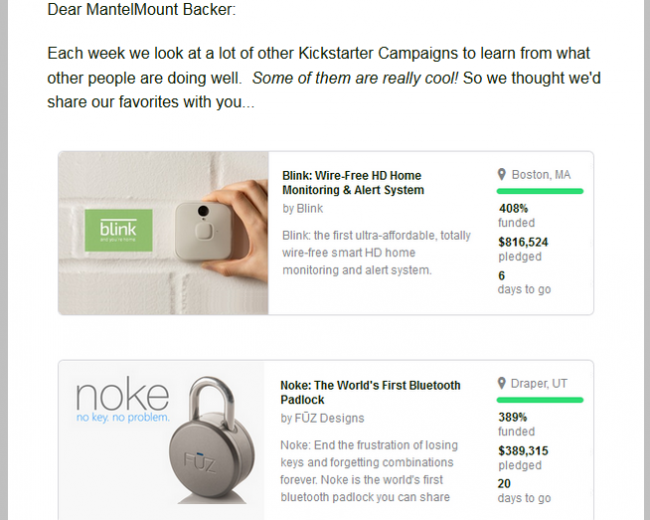 Dear MantelMount Backer:
Each week we look at a lot of other Kickstarter Campaigns to learn from what
other people are doing well.  Some of them are really cool! So we thought we'd
share our favorites with you...
blink
Blink: Wire-Free HD Home
Monitoring & Alert System
by Blink
Blink: the first ultra-affordable, totally
wire-free smart HD home
monitoring and alert system.
Boston, MA
408%
funded
$816,524
pledged
6
days to go
noke
no key. no problem.
FŪZ
Noke: The World's First Bluetooth
Padlock
by FŪZ Designs
Noke: End the frustration of losing
keys and forgetting combinations
forever. Noke is the world's first
bluetooth padlock you can share
Draper, UT
389%
funded
$389,315
pledged
20
days to go